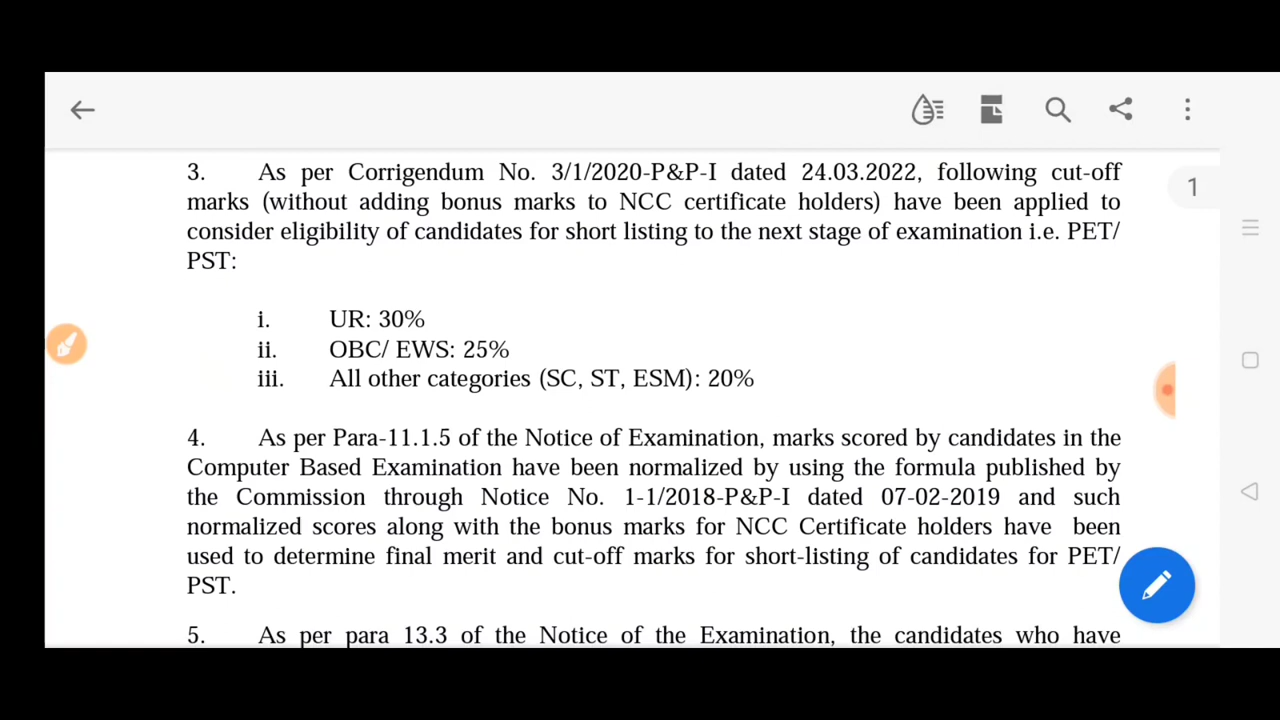 3. As per Corrigendum No. 3/1/2020-P&P-I dated 24.03.2022, following cut-off
marks (without adding bonus marks to NCC certificate holders) have been applied to
consider eligibility of candidates for short listing to the next stage of examination i.e. PET/
PST:
1
i. UR: 30%
ii. OBC/ EWS: 25%
iii. All other categories (SC, ST, ESM): 20%
4. As per Para-11.1.5 of the Notice of Examination, marks scored by candidates in the
Computer Based Examination have been normalized by using the formula published by
the Commission through Notice No. 1-1/2018-P&P-I dated 07-02-2019 and such
normalized scores along with the bonus marks for NCC Certificate holders have been
used to determine final merit and cut-off marks for short-listing of candidates for PET/
PST.
5. As per para 13.3 of the Notice of the Examination, the candidates who have